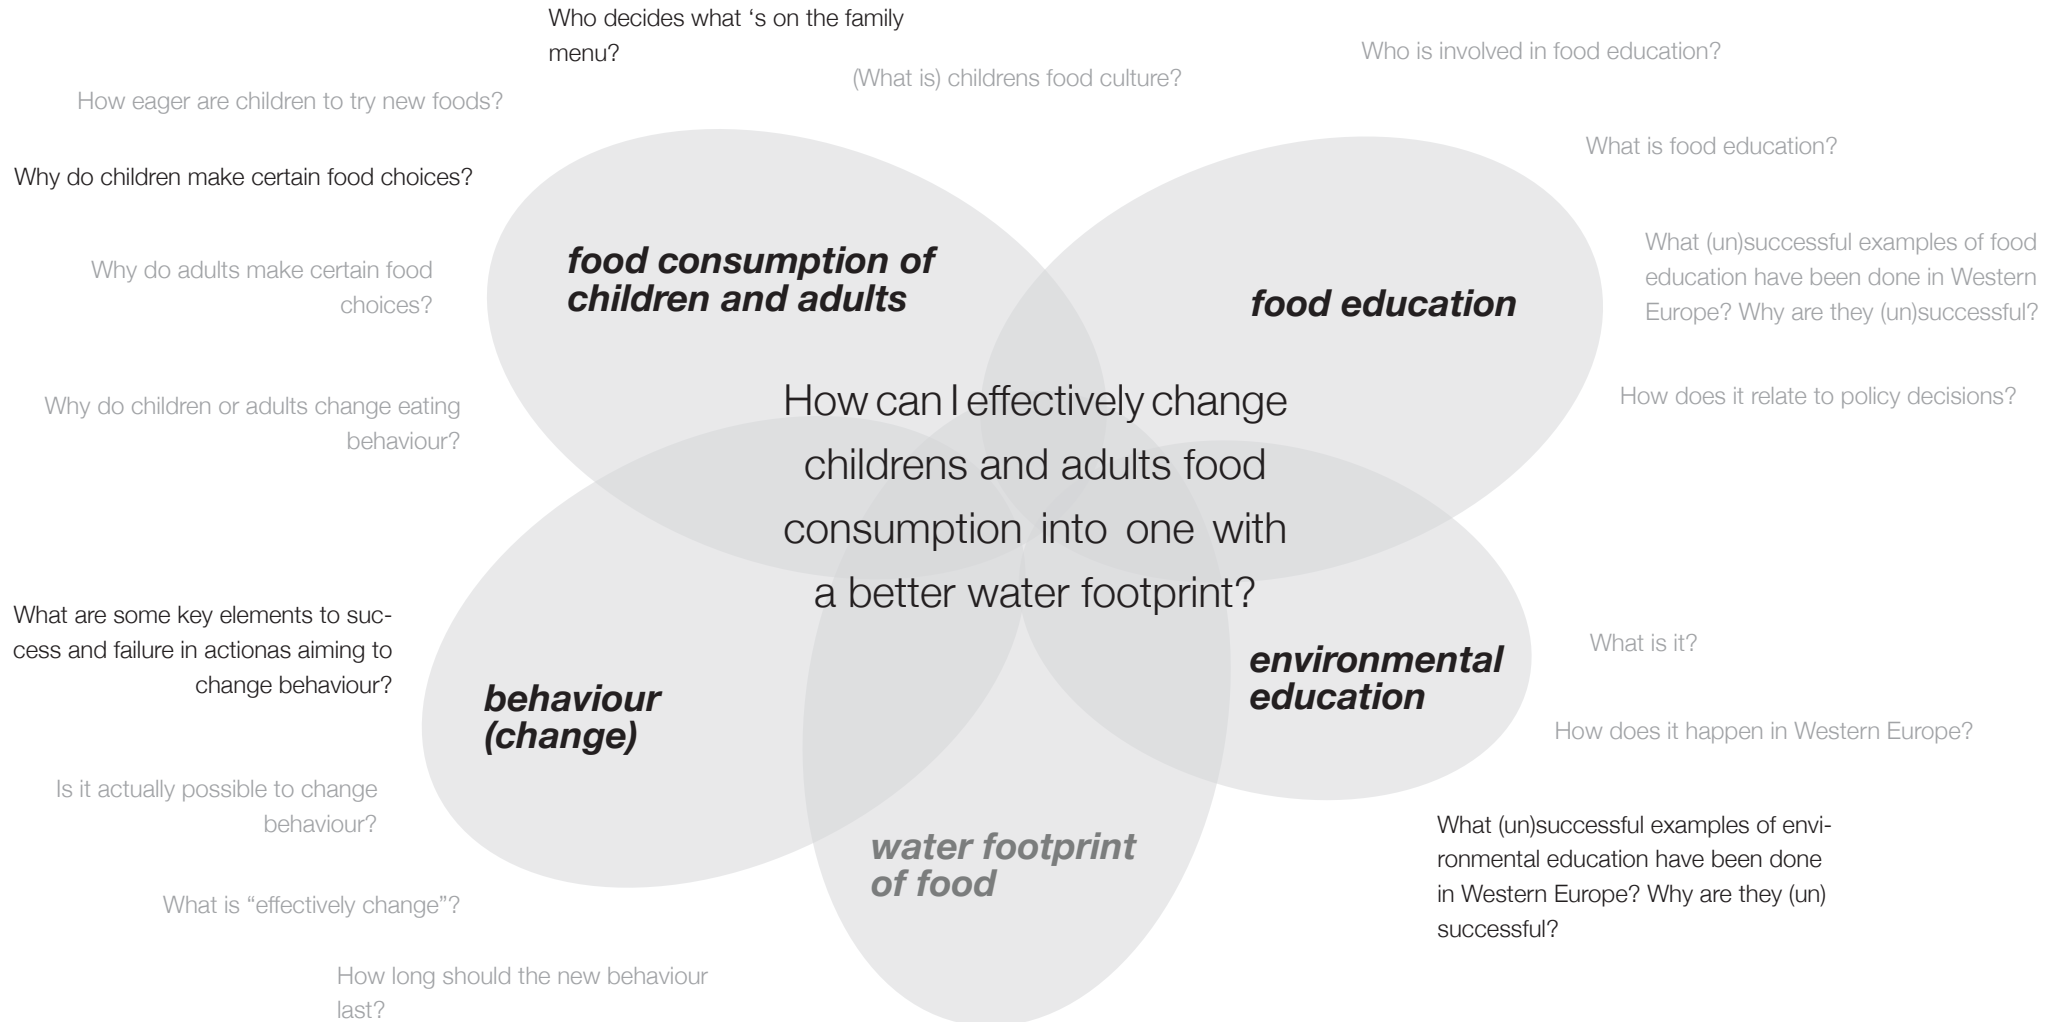 Who decides what ‘s on the family
menu?
Who is involved in food education?
(What is) childrens food culture?
How eager are children to try new foods?
What is food education?
Why do children make certain food choices?
What (un)successful examples of food
education have been done in Western
Europe? Why are they (un)successful?
Why do adults make certain food
choices?
food consumption of
children and adults
food education
How does it relate to policy decisions?
Why do children or adults change eating
behaviour?
How can I effectively change
childrens and adults food
consumption into one with
a better water footprint?
What are some key elements to suc-
cess and failure in actionas aiming to
change behaviour?
What is it?
environmental
education
behaviour
(change)
How does it happen in Western Europe?
Is it actually possible to change
behaviour?
What (un)successful examples of envi-
ronmental education have been done
in Western Europe? Why are they (un)
successful?
water footprint
of food
What is “effectively change”?
How long should the new behaviour
last?